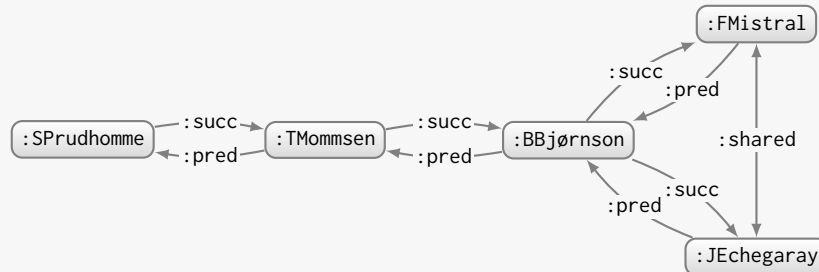 :FMistral
:succ
:pred
:succ
:succ
:SPrudhomme
:TMommsen
:BBjørnson
:shared
:pred
:pred
:succ
:pred
:JEchegaray